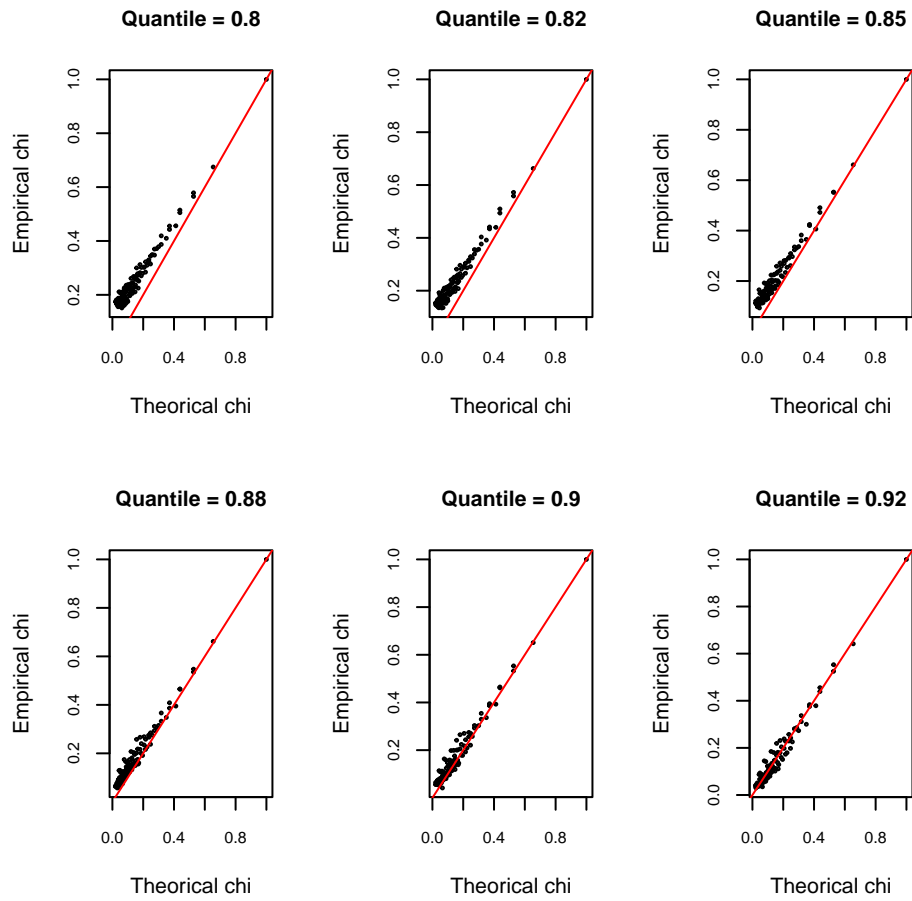 Quantile = 0.8
Quantile = 0.82
Quantile = 0.85
Empirical chi
1.0
0.8
0.6
0.4
0.2
0.0 0.4 0.8
Theorical chi
Empirical chi
1.0
0.8
0.6
0.4
0.2
0.0 0.4 0.8
Theorical chi
Empirical chi
1.0
0.8
0.6
0.4
0.2
0.0 0.4 0.8
Theorical chi
Quantile = 0.88
Quantile = 0.9
Quantile = 0.92
Empirical chi
1.0
0.8
0.6
0.4
0.2
0.0 0.4 0.8
Theorical chi
Empirical chi
1.0
0.8
0.6
0.4
0.2
0.0 0.4 0.8
Theorical chi
Empirical chi
1.0
0.8
0.6
0.4
0.2
0.0
0.0 0.4 0.8
Theorical chi